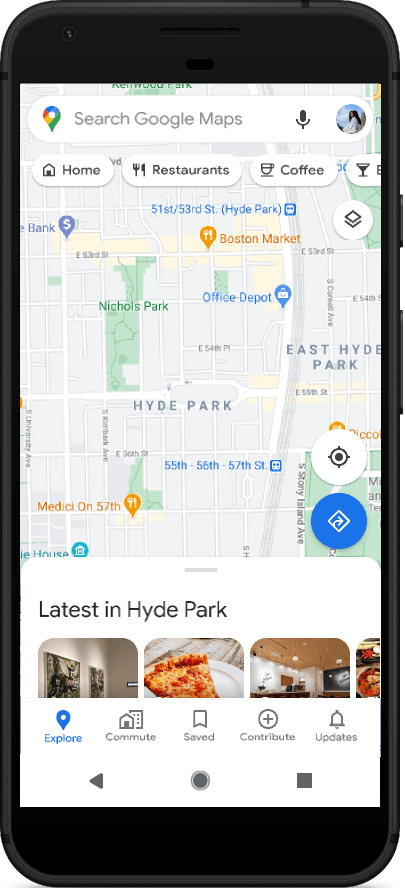 Kenwood Park
Search Google Maps
Home
Restaurants
Coffee
51st/53rd St. (Hyde Park)
Bank
Boston Market
E 53rd St
E 53rd St
Office Depot
S Cornell Ave
Nichols Park
E 54th St
E 54th Pl
EAST HYDE
PARK
HYDE PARK
E 55th St
S University Ave
S Kimbark Ave
E 56th St
55th - 56th - 57th St.
S Stony Island Ave
Medici On 57th
House
Latest in Hyde Park
Explore
Commute
Saved
Contribute
Updates